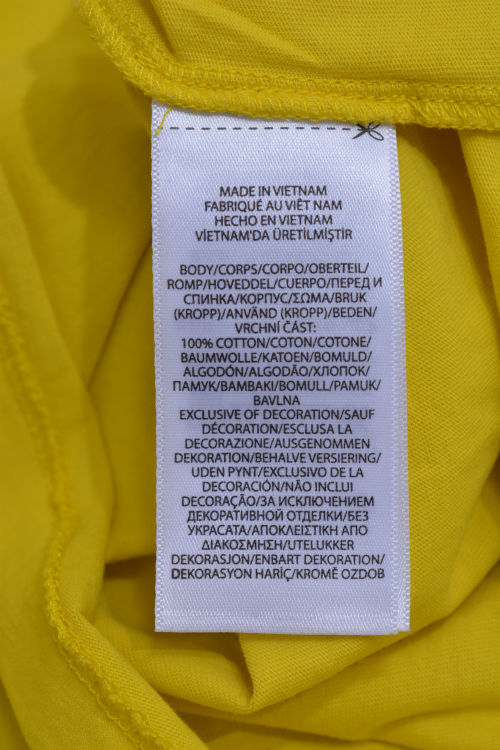 MADE IN VIETNAM
FABRIQUÉ AU VIÊT NAM
HECHO EN VIETNAM
VİETNAM'DA ÜRETİLMİŞTİR
BODY/CORPS/CORPO/OBERTEIL/
ROMP/HOVEDDEL/CUERPO/ПЕРЕД И
СПИНКА/КОРПУС/ΣΩΜΑ/BRUK
(KROPP)/ANVÄND (KROPP)/BEDEN/
VRCHNÍ ČÁST:
100% COTTON/COTON/COTONE/
BAUMWOLLE/KATOEN/BOMULD/
ALGODÓN/ALGODÃO/ХЛОПОК/
ПАМУК/ΒΑΜΒΑΚΙ/BOMULL/PAMUK/
BAVLNA
EXCLUSIVE OF DECORATION/SAUF
DÉCORATION/ESCLUSA LA
DECORAZIONE/AUSGENOMMEN
DEKORATION/BEHALVE VERSIERING/
UDEN PYNT/EXCLUSIVO DE LA
DECORACIÓN/NÃO INCLUI
DECORAÇÃO/ЗА ИСКЛЮЧЕНИЕМ
ДЕКОРАТИВНОЙ ОТДЕЛКИ/БЕЗ
УКРАСАТА/ΑΠΟΚΛΕΙΣΤΙΚΗ ΑΠΟ
ΔΙΑΚΟΣΜΗΣΗ/UTELUKKER
DEKORASJON/ENBART DEKORATION/
DEKORASYON HARİÇ/KROMĚ OZDOB